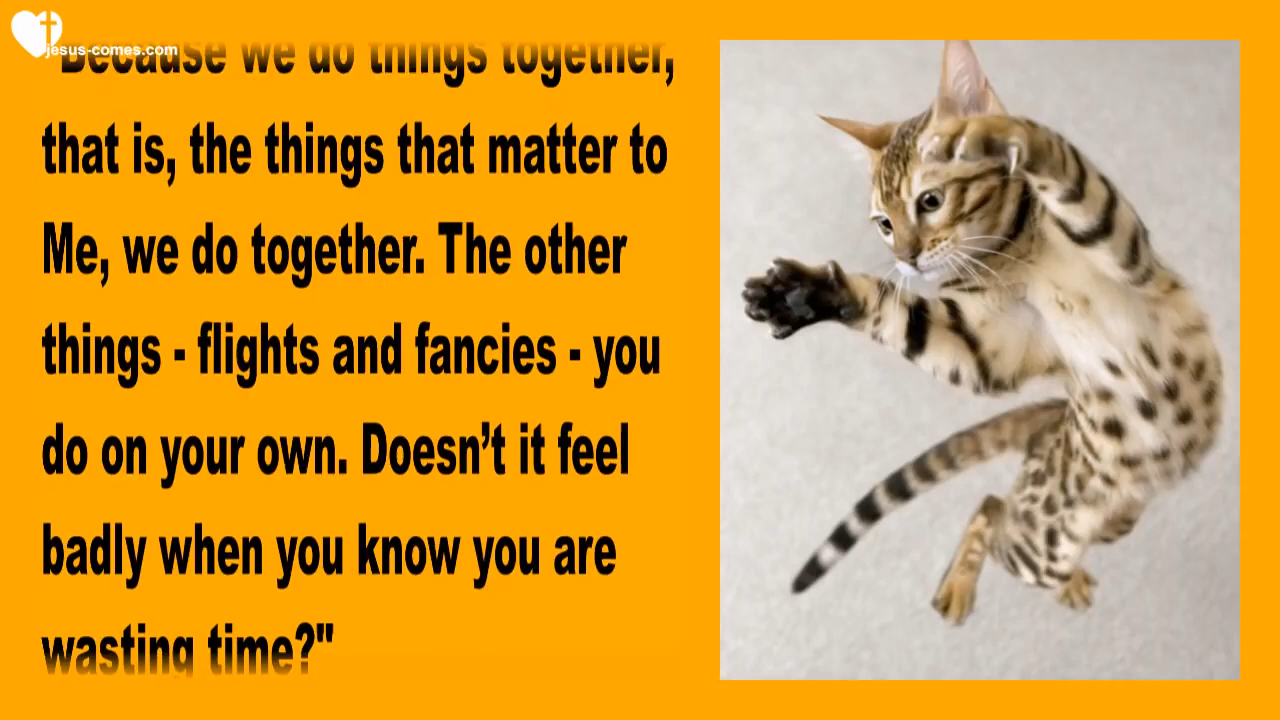 jesus-comes.com
"Because we do things together,
that is, the things that matter to
Me, we do together. The other
things - flights and fancies - you
do on your own. Doesn't it feel
badly when you know you are
wasting time?"